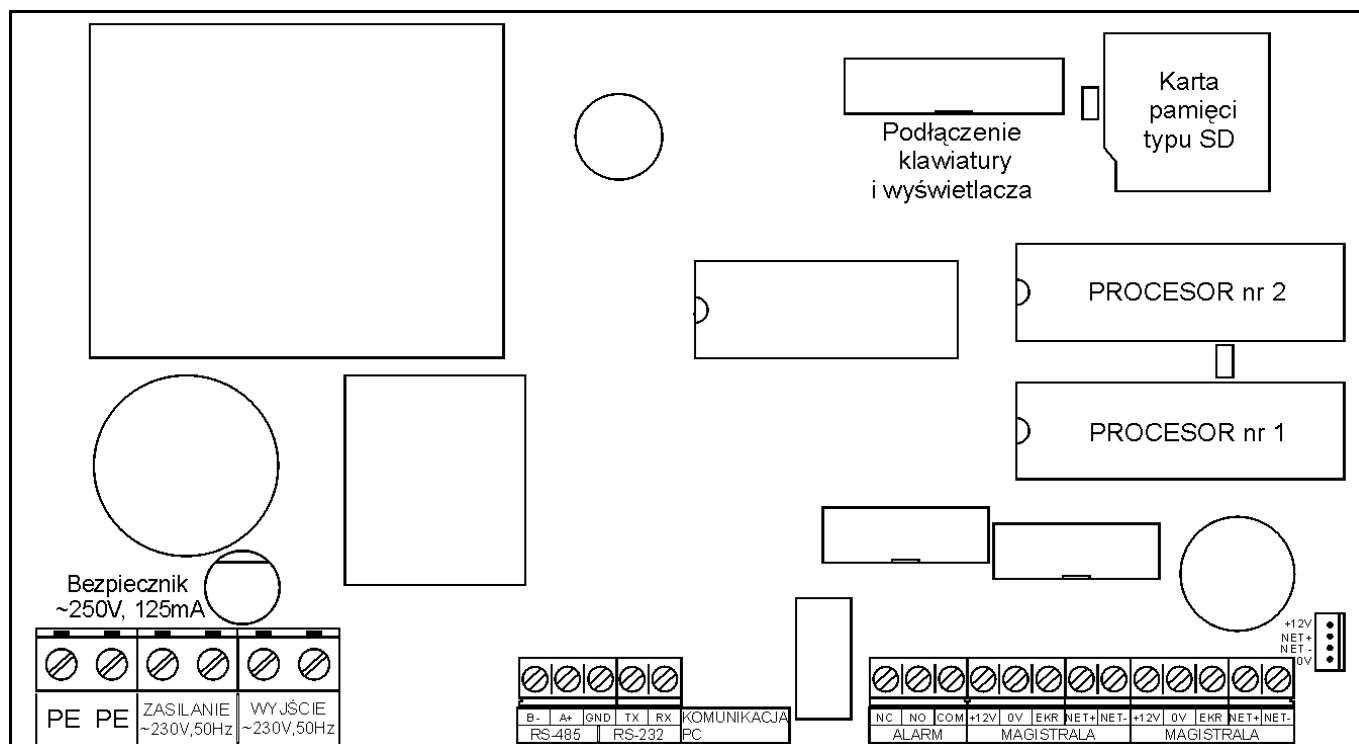 Karta
pamięci
typu SD
Podłączenie
klawiatury
i wyświetlacza
PROCESOR nr 2
PROCESOR nr 1
Bezpiecznik
~250V, 125mA
+12V
NET+
NET -
0V
PE PE
ZASILANIE
~230V,50Hz
WYJŚCIE
~230V,50Hz
B- A+ GND TX RX
RS-485 RS-232
KOMUNIKACJA
PC
NC NO COM +12V 0V EKR NET+ NET- +12V 0V EKR NET+ NET-
ALARM MAGISTRALA MAGISTRALA